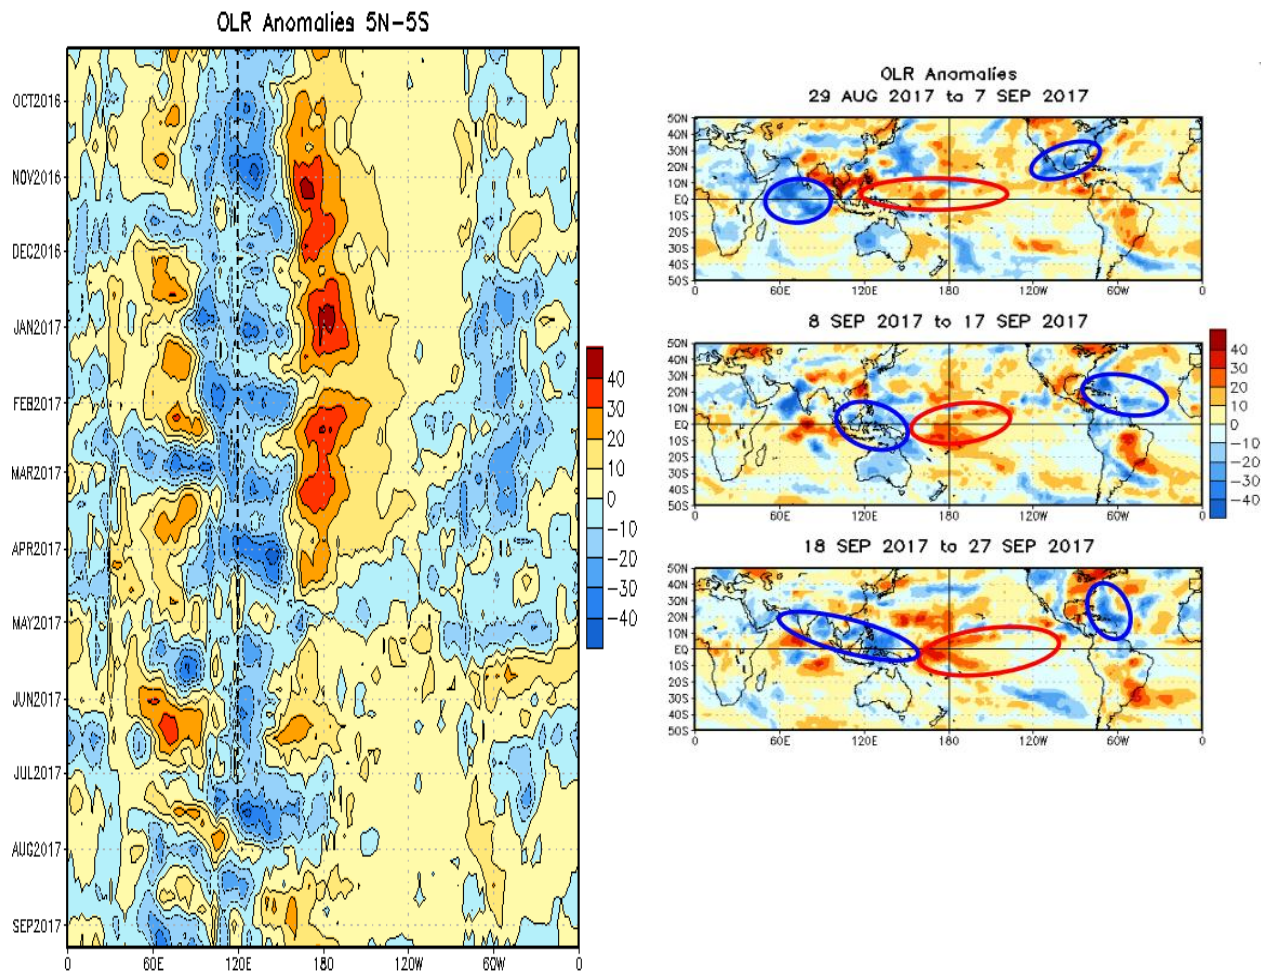 OLR Anomalies 5N-5S
OCT2016
NOV2016
DEC2016
JAN2017
FEB2017
MAR2017
APR2017
MAY2017
JUN2017
JUL2017
AUG2017
SEP2017
0 60E 120E 180 120W 60W 0
40
30
20
10
0
-10
-20
-30
-40
OLR Anomalies
29 AUG 2017 to 7 SEP 2017
50N
40N
30N
20N
10N
EQ
10S
20S
30S
40S
50S
0 60E 120E 180 120W 60W 0
8 SEP 2017 to 17 SEP 2017
50N
40N
30N
20N
10N
EQ
10S
20S
30S
40S
50S
0 60E 120E 180 120W 60W 0
40
30
20
10
0
-10
-20
-30
-40
18 SEP 2017 to 27 SEP 2017
50N
40N
30N
20N
10N
EQ
10S
20S
30S
40S
50S
0 60E 120E 180 120W 60W 0